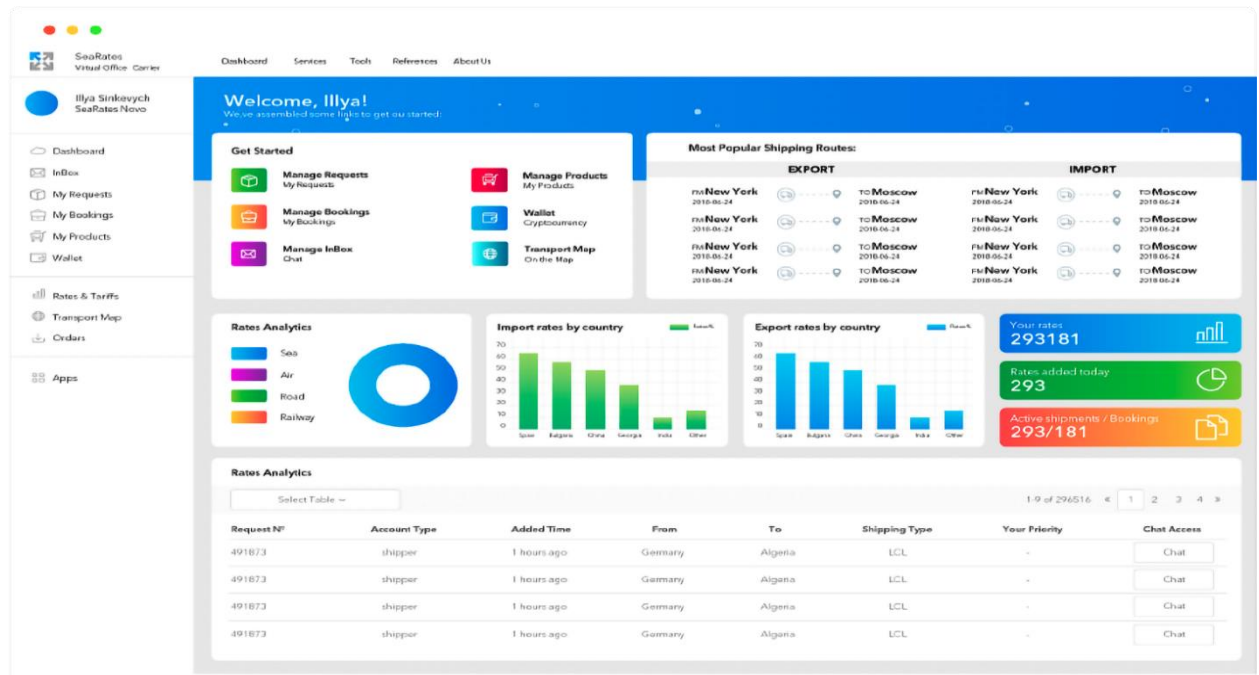 SeaRates
Virtual Office Carrier
Dashboard Services Tools References About Us
Illya Sinkevych
SeaRates Novo
Dashboard
InBox
My Requests
My Bookings
My Products
Wallet
Rates & Tariffs
Transport Map
Orders
Apps
Welcome, Illya!
We,ve assembled some links to get ou started:
Get Started
Manage Requests
My Requests
Manage Products
My Products
Manage Bookings
My Bookings
Wallet
Cryptocurrency
Manage InBox
Chat
Transport Map
On the Map
Most Popular Shipping Routes:
EXPORT IMPORT
FM New York TO Moscow FM New York TO Moscow
2018-06-24 2018-06-24 2018-06-24 2018-06-24
FM New York TO Moscow FM New York TO Moscow
2018-06-24 2018-06-24 2018-06-24 2018-06-24
FM New York TO Moscow FM New York TO Moscow
2018-06-24 2018-06-24 2018-06-24 2018-06-24
FM New York TO Moscow FM New York TO Moscow
2018-06-24 2018-06-24 2018-06-24 2018-06-24
Rates Analytics
Sea
Air
Road
Railway
Import rates by country
70
60
50
40
30
20
10
0
Spain Bulgaria China Georgia India Other
Export rates by country
70
60
50
40
30
20
10
0
Spain Bulgaria China Georgia India Other
Your rates
293181
Rates added today
293
Active shipments / Bookings
293/181
Rates Analytics
Select Table
1-9 of 296516 « 1 2 3 4 »
Request Nº Account Type Added Time From To Shipping Type Your Priority Chat Access
491873 shipper 1 hours ago Germany Algeria LCL - Chat
491873 shipper 1 hours ago Germany Algeria LCL - Chat
491873 shipper 1 hours ago Germany Algeria LCL - Chat
491873 shipper 1 hours ago Germany Algeria LCL - Chat